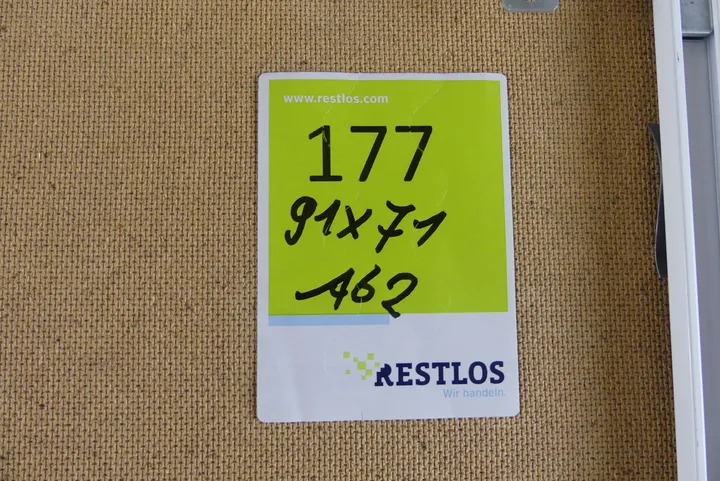 www.restlos.com
177
91x71
162
RESTLOS
Wir handeln.